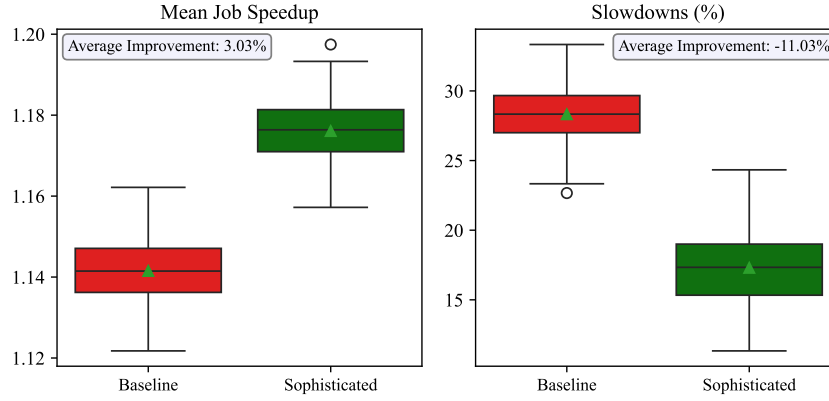 Mean Job Speedup
Average Improvement: 3.03%
1.20
1.18
1.16
1.14
1.12
Baseline
Sophisticated
Slowdowns (%)
Average Improvement: -11.03%
30
25
20
15
Baseline
Sophisticated